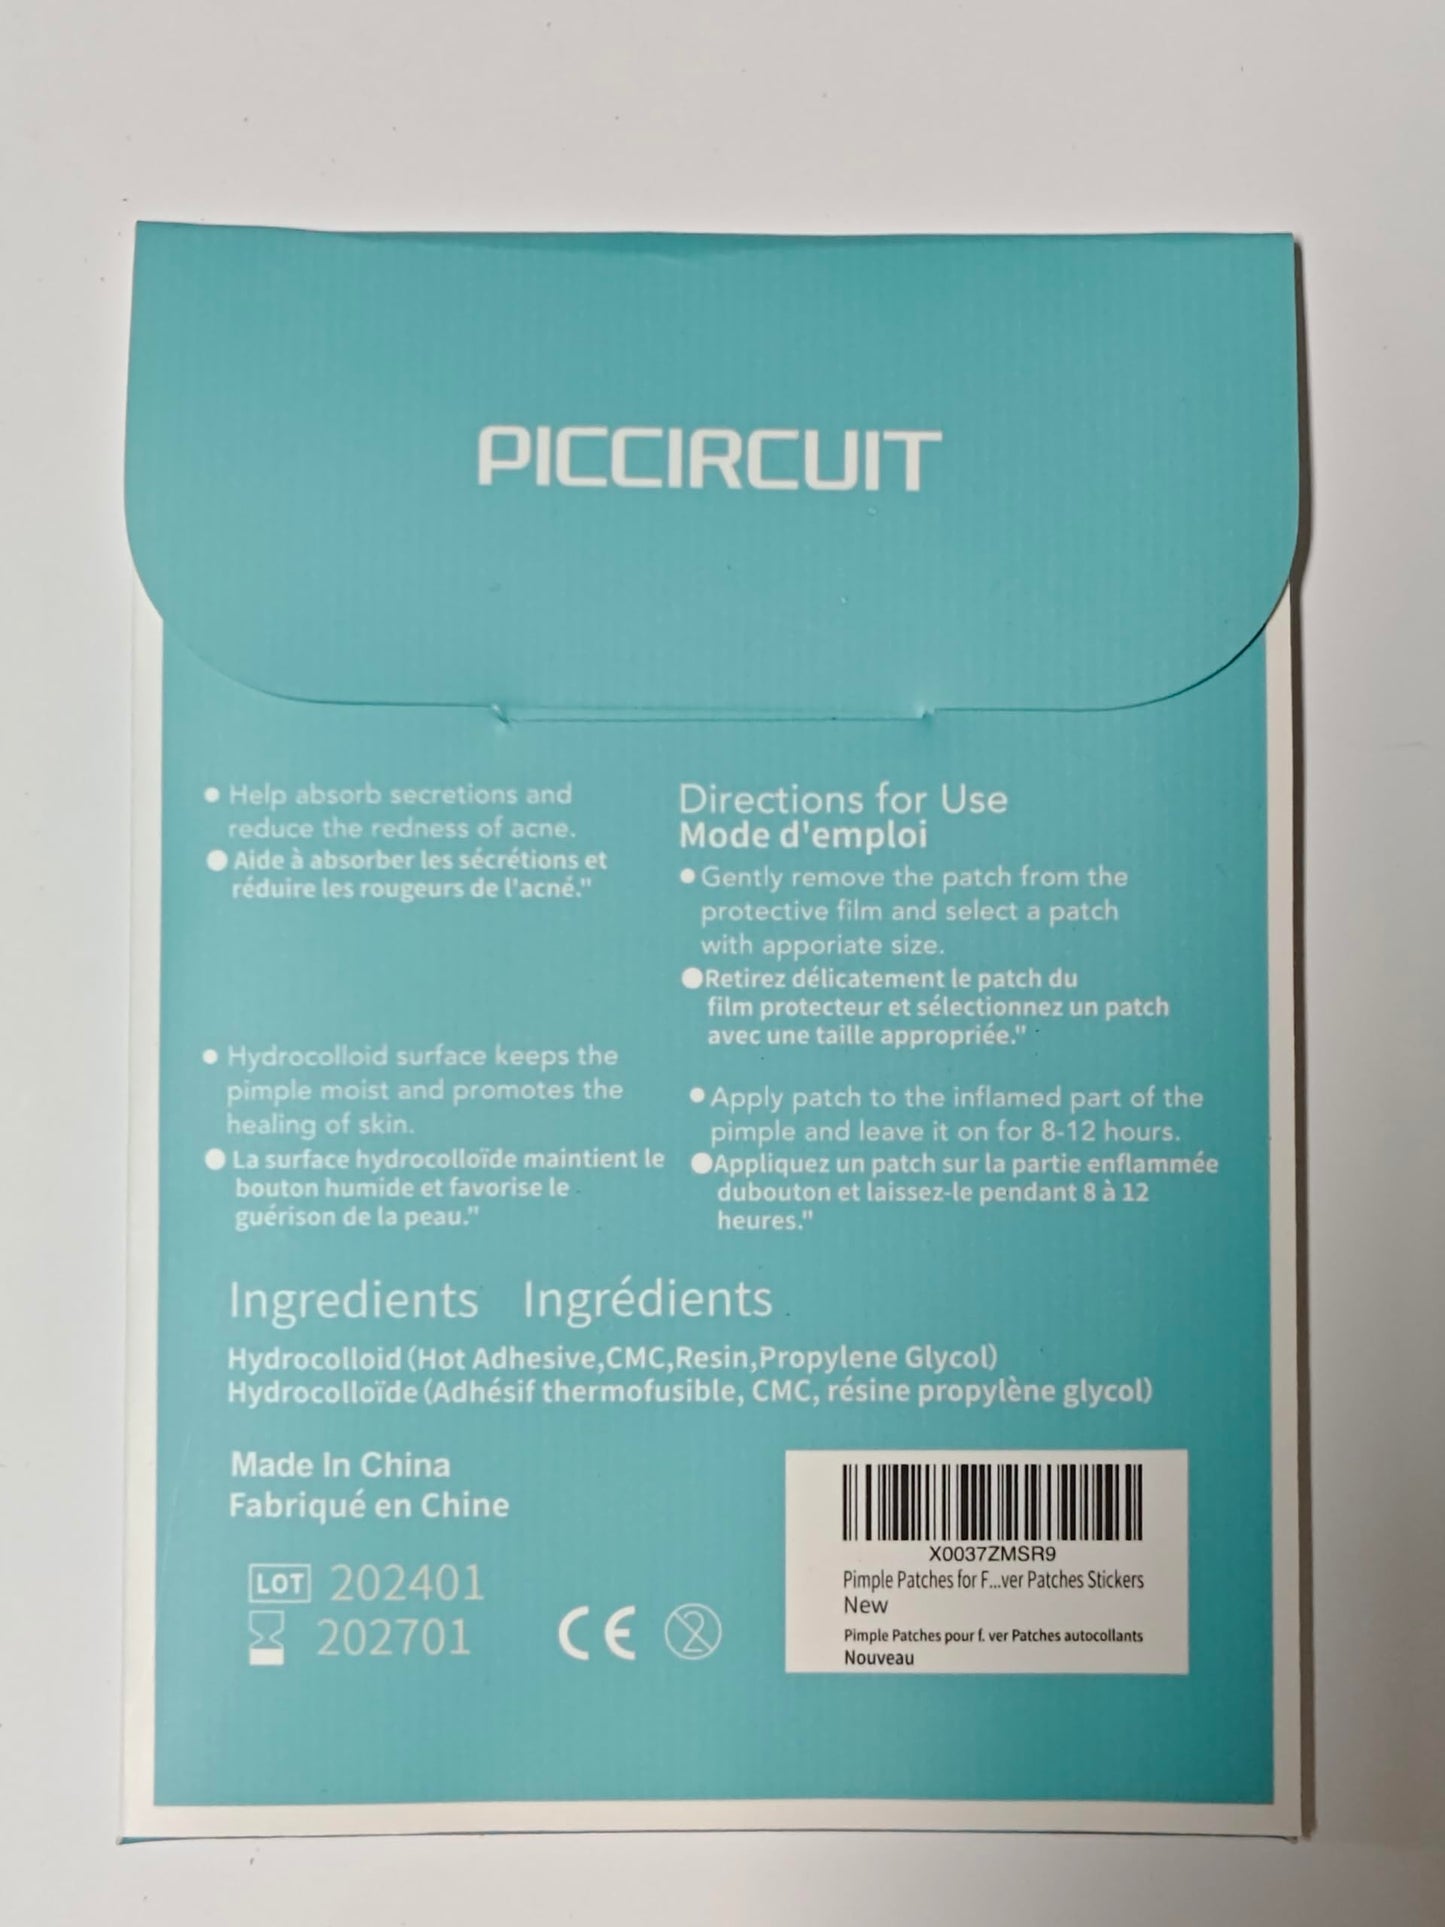 PICCIRCUIT
● Help absorb secretions and
reduce the redness of acne.
● Aide à absorber les sécrétions et
réduire les rougeurs de l'acné."
● Hydrocolloid surface keeps the
pimple moist and promotes the
healing of skin.
● La surface hydrocolloïde maintient le
bouton humide et favorise le
guérison de la peau."
Directions for Use
Mode d'emploi
● Gently remove the patch from the
protective film and select a patch
with apporiate size.
●Retirez délicatement le patch du
film protecteur et sélectionnez un patch
avec une taille appropriée."
● Apply patch to the inflamed part of the
pimple and leave it on for 8-12 hours.
●Appliquez un patch sur la partie enflammée
dubouton et laissez-le pendant 8 à 12
heures."
Ingredients Ingrédients
Hydrocolloid (Hot Adhesive,CMC,Resin,Propylene Glycol)
Hydrocolloïde (Adhésif thermofusible, CMC, résine propylène glycol)
Made In China
Fabriqué en Chine
LOT 202401
202701
CE
2
X0037ZMSR9
Pimple Patches for F...ver Patches Stickers
New
Pimple Patches pour f. ver Patches autocollants
Nouveau